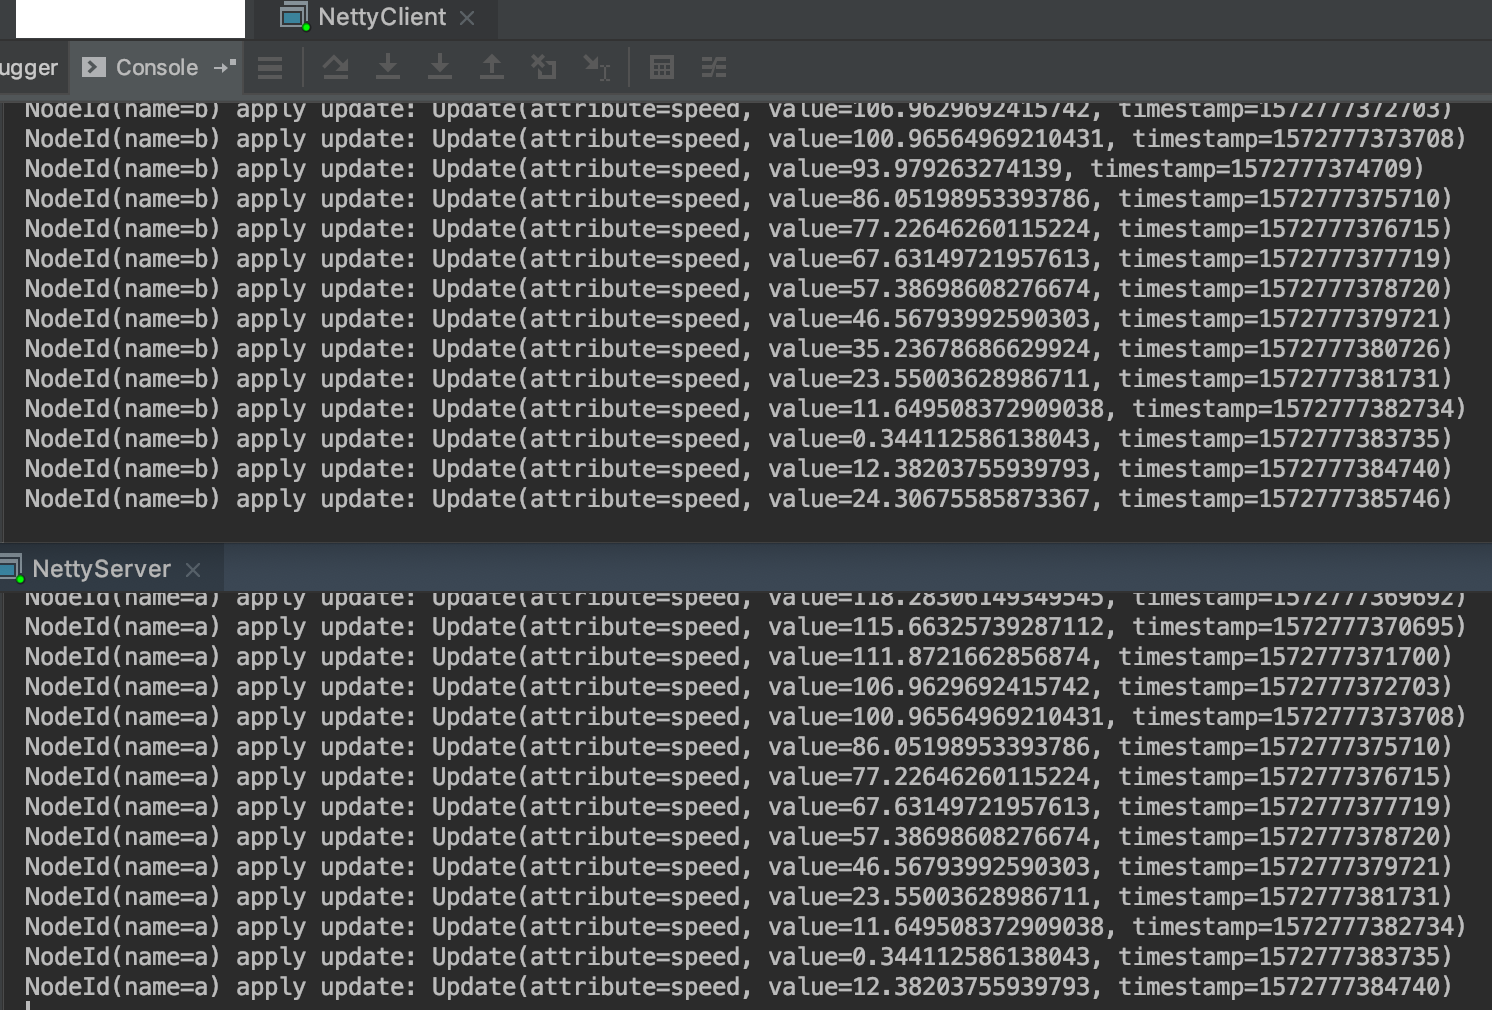 NettyClient
ugger Console
NodeId(name=b) apply update: Update(attribute=speed, value=106.9629692415742, timestamp=1572777372703)
NodeId(name=b) apply update: Update(attribute=speed, value=100.96564969210431, timestamp=1572777373708)
NodeId(name=b) apply update: Update(attribute=speed, value=93.979263274139, timestamp=1572777374709)
NodeId(name=b) apply update: Update(attribute=speed, value=86.05198953393786, timestamp=1572777375710)
NodeId(name=b) apply update: Update(attribute=speed, value=77.22646260115224, timestamp=1572777376715)
NodeId(name=b) apply update: Update(attribute=speed, value=67.63149721957613, timestamp=1572777377719)
NodeId(name=b) apply update: Update(attribute=speed, value=57.38698608276674, timestamp=1572777378720)
NodeId(name=b) apply update: Update(attribute=speed, value=46.56793992590303, timestamp=1572777379721)
NodeId(name=b) apply update: Update(attribute=speed, value=35.23678686629924, timestamp=1572777380726)
NodeId(name=b) apply update: Update(attribute=speed, value=23.55003628986711, timestamp=1572777381731)
NodeId(name=b) apply update: Update(attribute=speed, value=11.649508372909038, timestamp=1572777382734)
NodeId(name=b) apply update: Update(attribute=speed, value=0.344112586138043, timestamp=1572777383735)
NodeId(name=b) apply update: Update(attribute=speed, value=12.38203755939793, timestamp=1572777384740)
NodeId(name=b) apply update: Update(attribute=speed, value=24.30675585873367, timestamp=1572777385746)
NettyServer
NodeId(name=a) apply update: Update(attribute=speed, value=118.28306149349545, timestamp=1572777369692)
NodeId(name=a) apply update: Update(attribute=speed, value=115.66325739287112, timestamp=1572777370695)
NodeId(name=a) apply update: Update(attribute=speed, value=111.8721662856874, timestamp=1572777371700)
NodeId(name=a) apply update: Update(attribute=speed, value=106.9629692415742, timestamp=1572777372703)
NodeId(name=a) apply update: Update(attribute=speed, value=100.96564969210431, timestamp=1572777373708)
NodeId(name=a) apply update: Update(attribute=speed, value=86.05198953393786, timestamp=1572777375710)
NodeId(name=a) apply update: Update(attribute=speed, value=77.22646260115224, timestamp=1572777376715)
NodeId(name=a) apply update: Update(attribute=speed, value=67.63149721957613, timestamp=1572777377719)
NodeId(name=a) apply update: Update(attribute=speed, value=57.38698608276674, timestamp=1572777378720)
NodeId(name=a) apply update: Update(attribute=speed, value=46.56793992590303, timestamp=1572777379721)
NodeId(name=a) apply update: Update(attribute=speed, value=23.55003628986711, timestamp=1572777381731)
NodeId(name=a) apply update: Update(attribute=speed, value=11.649508372909038, timestamp=1572777382734)
NodeId(name=a) apply update: Update(attribute=speed, value=0.344112586138043, timestamp=1572777383735)
NodeId(name=a) apply update: Update(attribute=speed, value=12.38203755939793, timestamp=1572777384740)